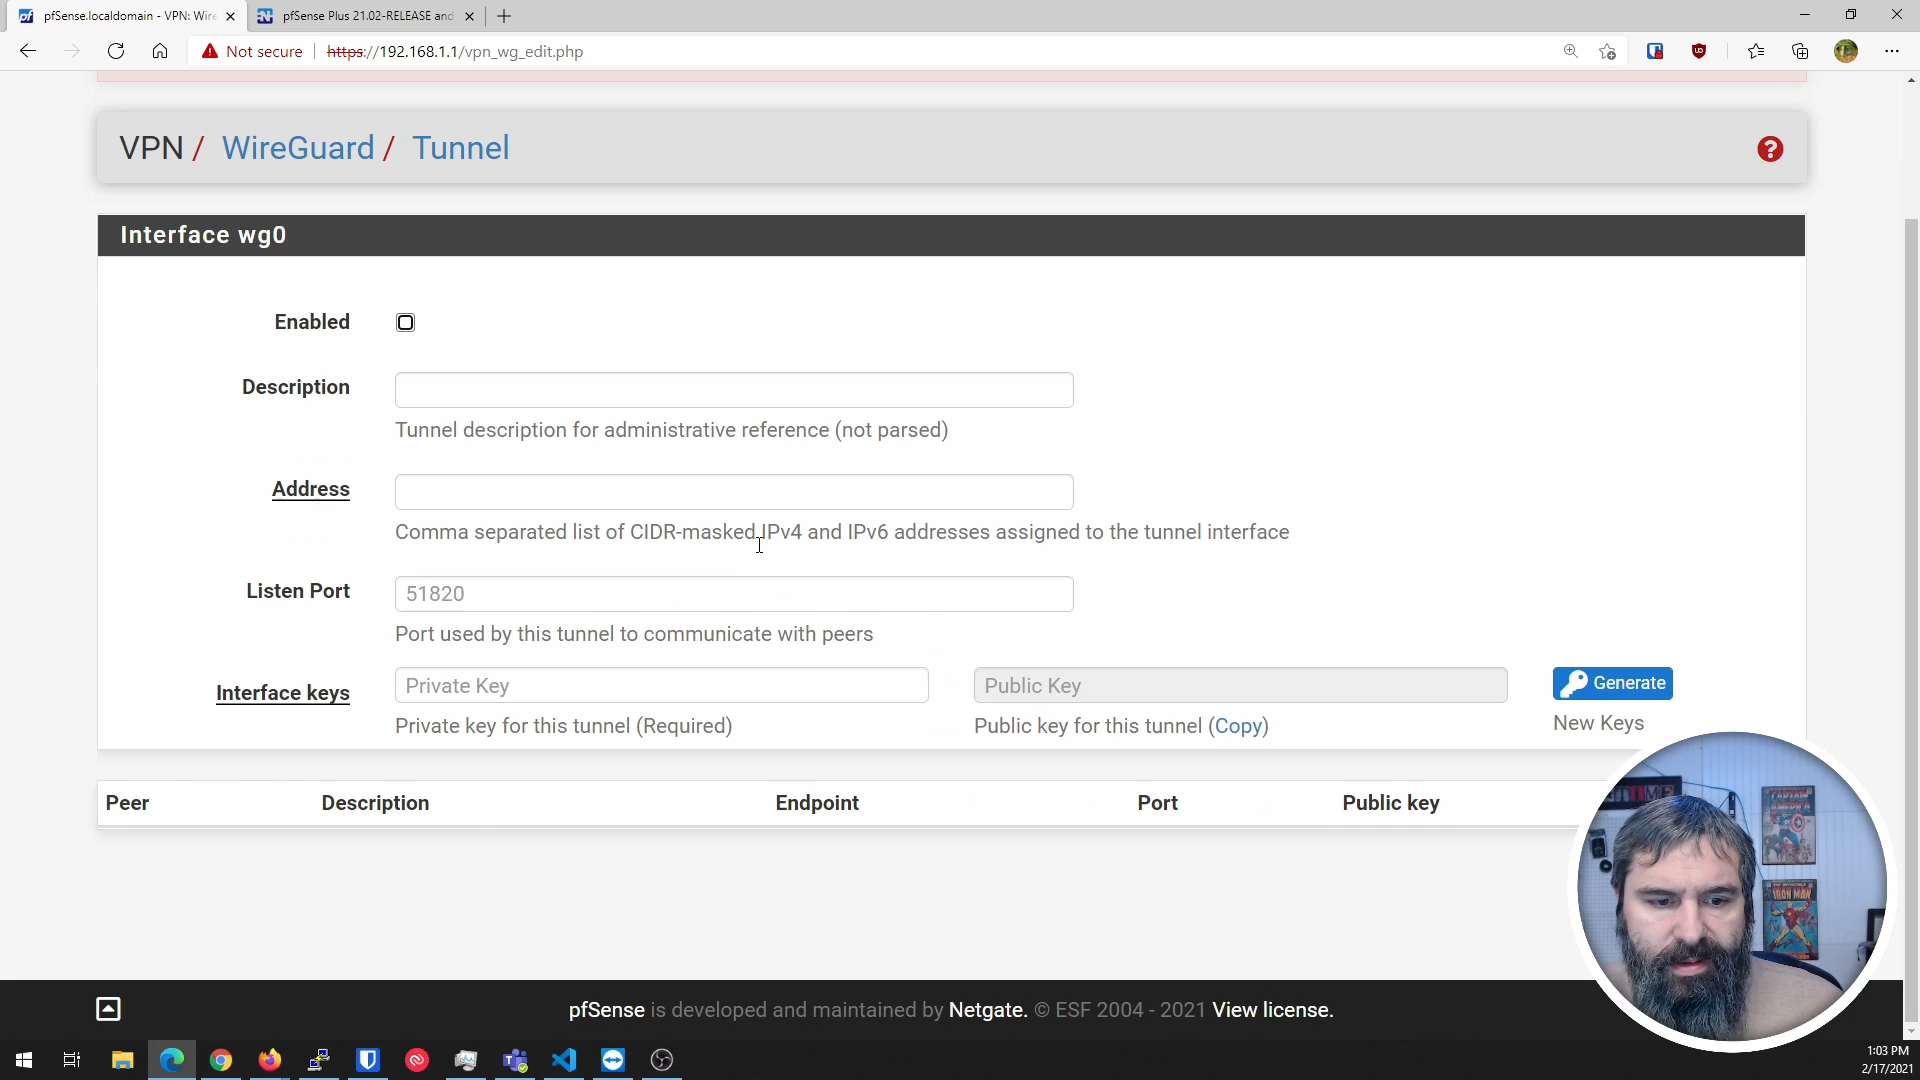 pfSense.localdomain - VPN: Wire
pfSense Plus 21.02-RELEASE and
Not secure
https://192.168.1.1/vpn_wg_edit.php
VPN / WireGuard / Tunnel
Interface wg0
Enabled
Description
Tunnel description for administrative reference (not parsed)
Address
Comma separated list of CIDR-masked IPv4 and IPv6 addresses assigned to the tunnel interface
Listen Port
51820
Port used by this tunnel to communicate with peers
Interface keys
Private Key
Public Key
Generate
Private key for this tunnel (Required)
Public key for this tunnel (Copy)
New Keys
Peer Description Endpoint Port Public key
CAPTAIN AMERICA
IRON MAN
pfSense is developed and maintained by Netgate. © ESF 2004 - 2021 View license.
1:03 PM
2/17/2021